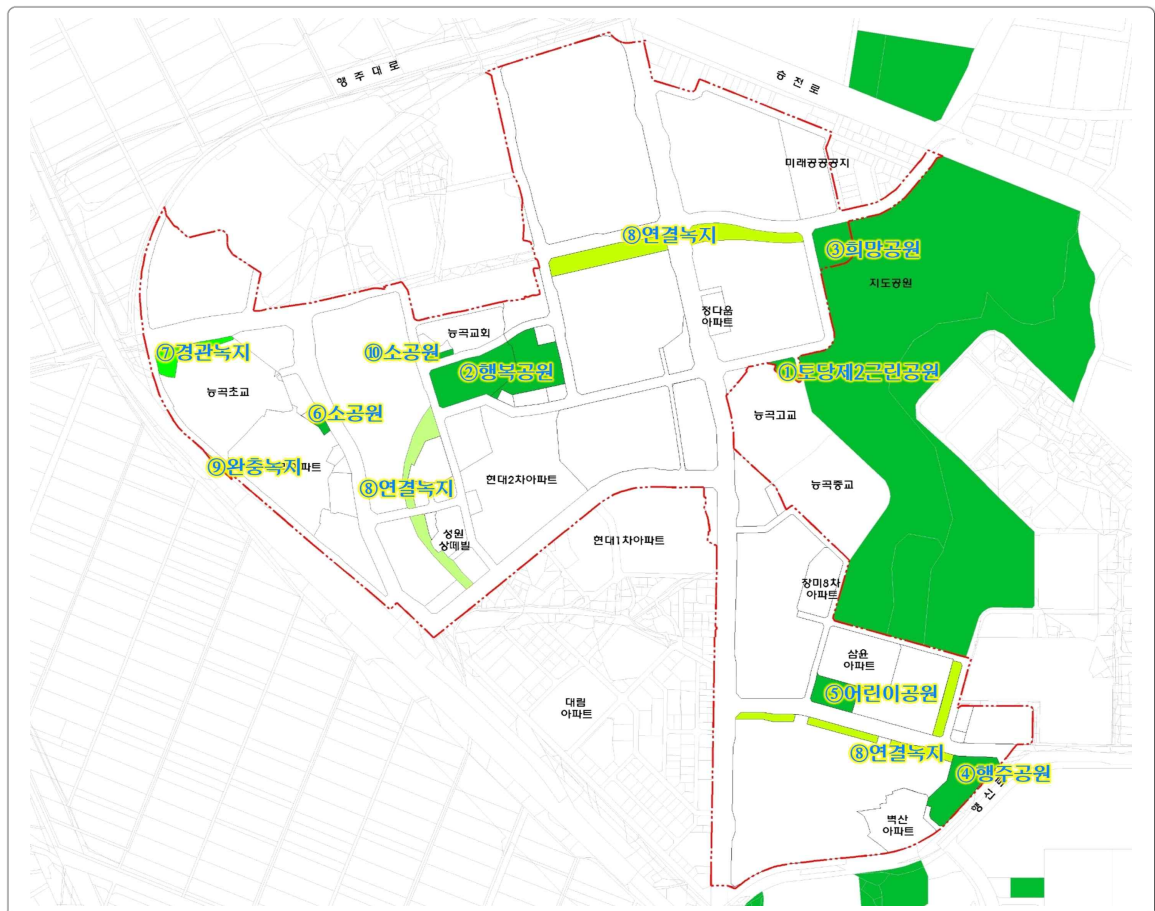 행주대로
충전로
미래공공공지
⑧연결녹지
③희망공원
지도공원
정다움
아파트
능곡교회
⑦경관녹지
⑩소공원
②행복공원
①토당제2근린공원
능곡초교
⑥소공원
능곡고교
⑨완충녹지
파트
⑧연결녹지
현대2차아파트
능곡중교
성원
상떼빌
현대1차아파트
장미8차
아파트
삼윤
아파트
⑤어린이공원
대림
아파트
⑧연결녹지
④행주공원
행신로
벽산
아파트